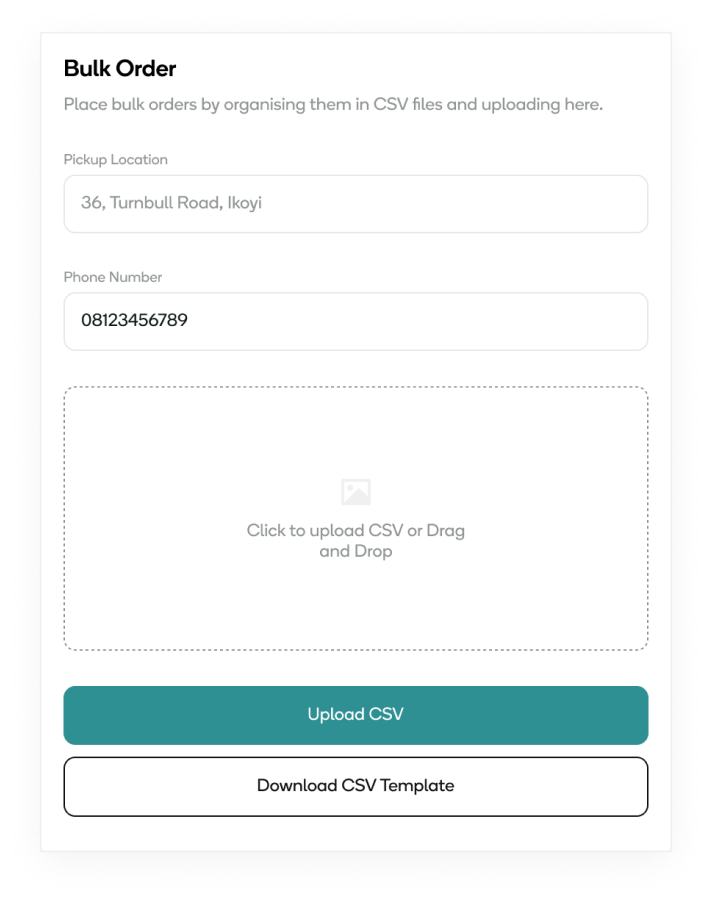 Bulk Order
Place bulk orders by organising them in CSV files and uploading here.
Pickup Location
36, Turnbull Road, Ikoyi
Phone Number
08123456789
Click to upload CSV or Drag
and Drop
Upload CSV
Download CSV Template